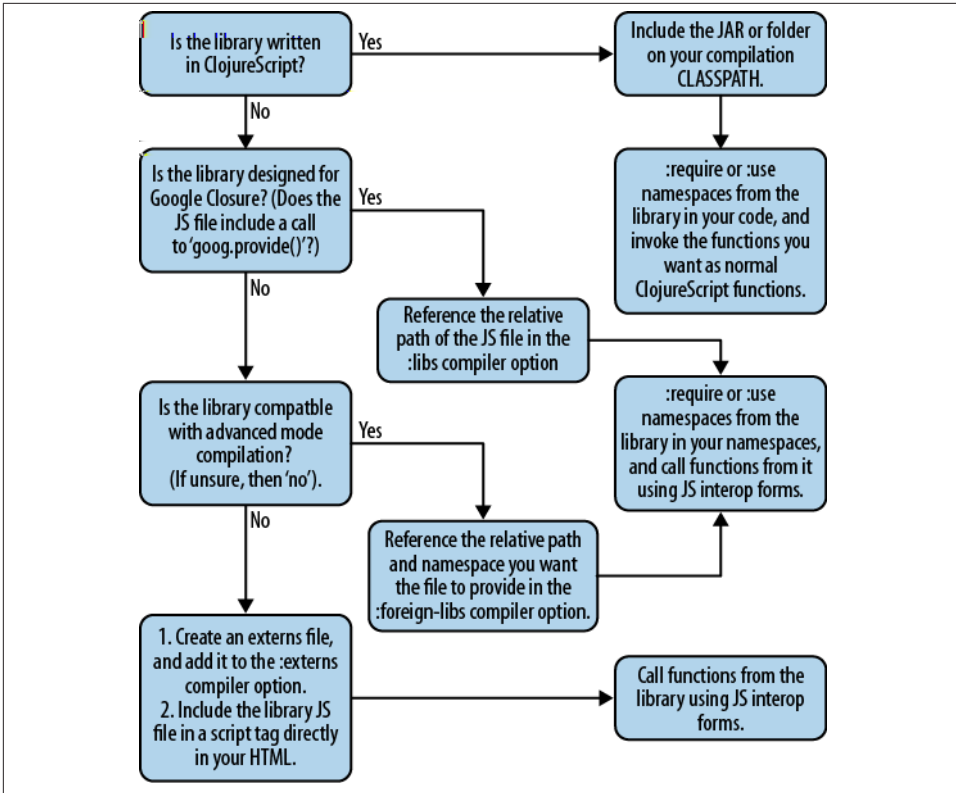 Is the library written
in ClojureScript?
Yes
Include the JAR or folder
on your compilation
CLASSPATH.
No
Is the library designed for
Google Closure? (Does the
JS file include a call
to ‘goog.provide()’?)
Yes
:require or :use
namespaces from the
library in your code, and
invoke the functions you
want as normal
ClojureScript functions.
No
Reference the relative
path of the JS file in the
:libs compiler option
Is the library compatble
with advanced mode
compilation?
(If unsure, then ‘no’).
Yes
:require or :use
namespaces from the
library in your namespaces,
and call functions from it
using JS interop forms.
No
Reference the relative path
and namespace you want
the file to provide in the
:foreign-libs compiler option.
1. Create an externs file,
and add it to the :externs
compiler option.
2. Include the library JS
file in a script tag directly
in your HTML.
Call functions from the
library using JS interop
forms.